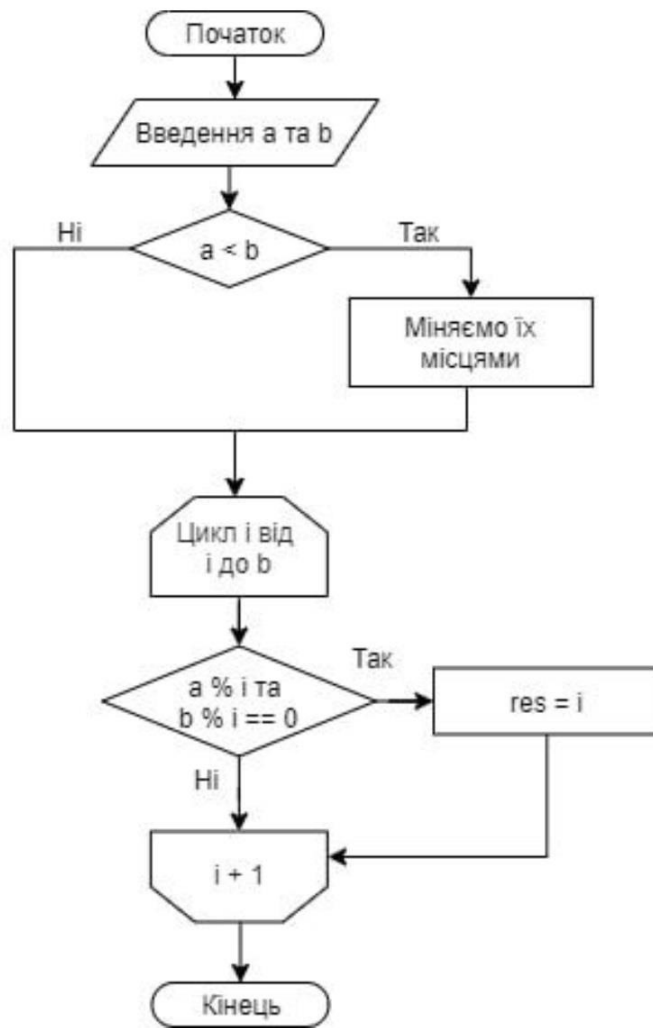 Початок
Введення а та b
Ні
a < b
Так
Міняємо їх
місцями
Цикл і від
і до b
Так
a % i та
b % i == 0
res = i
Ні
i + 1
Кінець